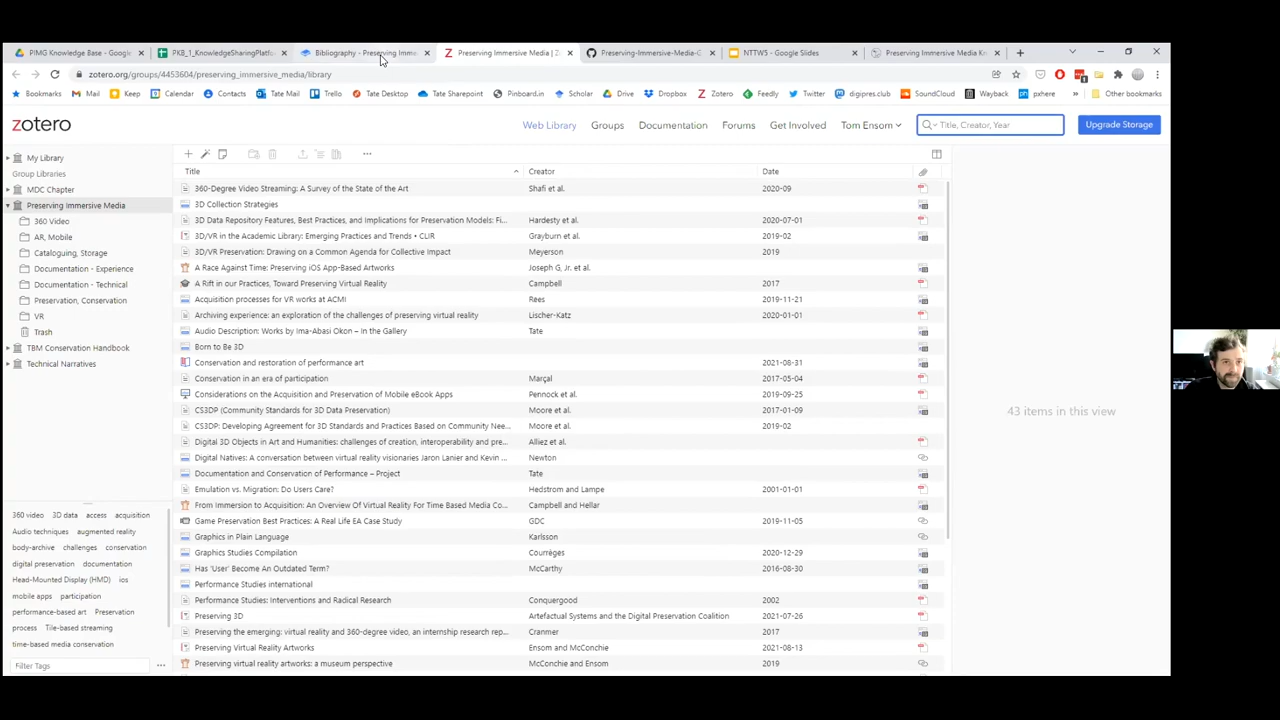 PIMG Knowledge Base - Google
PKB_1_KnowledgeSharingPlatfo
Bibliography - Preserving Imme
Preserving Immersive Media | Z
Preserving-Immersive-Media-G
NTTW5 - Google Slides
Preserving Immersive Media Kn
zotero.org/groups/4453604/preserving_immersive_media/library
Bookmarks Mail Keep Calendar Contacts Tate Mail Trello Tate Desktop Tate Sharepoint Pinboard.in Scholar Drive Dropbox Zotero Feedly Twitter digipres.club SoundCloud Wayback pxhere » Other bookmarks
zotero
Web Library Groups Documentation Forums Get Involved Tom Ensom Title, Creator, Year Upgrade Storage
My Library
Group Libraries
MDC Chapter
Preserving Immersive Media
360 Video
AR, Mobile
Cataloguing, Storage
Documentation - Experience
Documentation - Technical
Preservation, Conservation
VR
Trash
TBM Conservation Handbook
Technical Narratives
360 video 3D data access acquisition
Audio techniques augmented reality
body-archive challenges conservation
digital preservation documentation
Head-Mounted Display (HMD) ios
mobile apps participation
performance-based art Preservation
process Tile-based streaming
time-based media conservation
Filter Tags
Title Creator Date
360-Degree Video Streaming: A Survey of the State of the Art Shafi et al. 2020-09
3D Collection Strategies
3D Data Repository Features, Best Practices, and Implications for Preservation Models: Fi... Hardesty et al. 2020-07-01
3D/VR in the Academic Library: Emerging Practices and Trends • CLIR Grayburn et al. 2019-02
3D/VR Preservation: Drawing on a Common Agenda for Collective Impact Meyerson 2019
A Race Against Time: Preserving iOS App-Based Artworks Joseph G, Jr. et al.
A Rift in our Practices, Toward Preserving Virtual Reality Campbell 2017
Acquisition processes for VR works at ACMI Rees 2019-11-21
Archiving experience: an exploration of the challenges of preserving virtual reality Lischer-Katz 2020-01-01
Audio Description: Works by Ima-Abasi Okon – In the Gallery Tate
Born to Be 3D
Conservation and restoration of performance art 2021-08-31
Conservation in an era of participation Marçal 2017-05-04
Considerations on the Acquisition and Preservation of Mobile eBook Apps Pennock et al. 2019-09-25
CS3DP (Community Standards for 3D Data Preservation) Moore et al. 2017-01-09
CS3DP: Developing Agreement for 3D Standards and Practices Based on Community Nee... Moore et al. 2019-02
Digital 3D Objects in Art and Humanities: challenges of creation, interoperability and pre... Alliez et al.
Digital Natives: A conversation between virtual reality visionaries Jaron Lanier and Kevin ... Newton
Documentation and Conservation of Performance – Project Tate
Emulation vs. Migration: Do Users Care? Hedstrom and Lampe 2001-01-01
From Immersion to Acquisition: An Overview Of Virtual Reality For Time Based Media Co... Campbell and Hellar
Game Preservation Best Practices: A Real Life EA Case Study GDC 2019-11-05
Graphics in Plain Language Karlsson
Graphics Studies Compilation Courrèges 2020-12-29
Has 'User' Become An Outdated Term? McCarthy 2016-08-30
Performance Studies international
Performance Studies: Interventions and Radical Research Conquergood 2002
Preserving 3D Artefactual Systems and the Digital Preservation Coalition 2021-07-26
Preserving the emerging: virtual reality and 360-degree video, an internship research rep... Cranmer 2017
Preserving Virtual Reality Artworks Ensom and McConchie 2021-08-13
Preserving virtual reality artworks: a museum perspective McConchie and Ensom 2019
43 items in this view